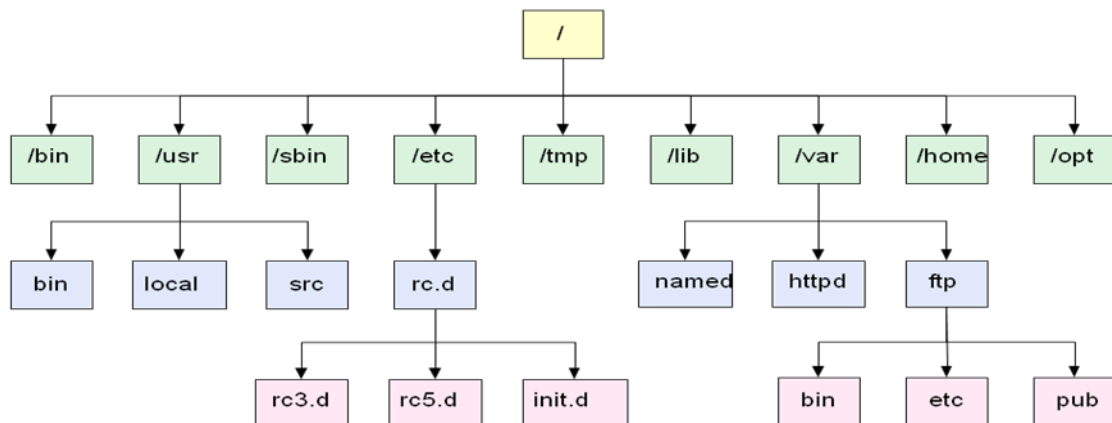 /
/bin
/usr
/sbin
/etc
/tmp
/lib
/var
/home
/opt
bin
local
src
rc.d
named
httpd
ftp
rc3.d
rc5.d
init.d
bin
etc
pub